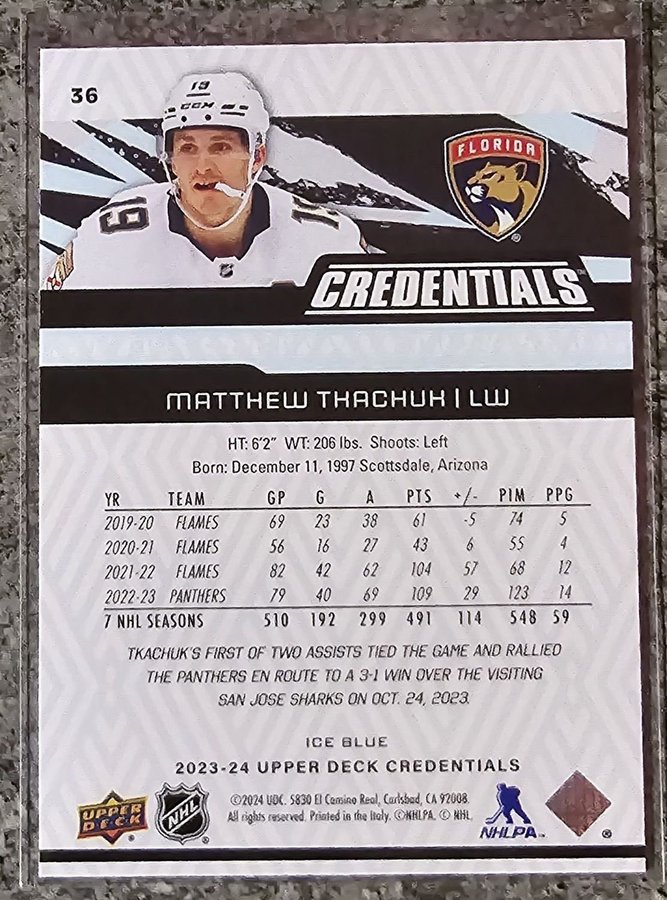 36
19
CCM
19
19
FLORIDA
®
CREDENTIALS™
MATTHEW TKACHUK | LW
HT: 6'2" WT: 206 lbs. Shoots: Left
Born: December 11, 1997 Scottsdale, Arizona
YR TEAM GP G A PTS +/- PIM PPG
2019-20 FLAMES 69 23 38 61 -5 74 5
2020-21 FLAMES 56 16 27 43 6 55 4
2021-22 FLAMES 82 42 62 104 57 68 12
2022-23 PANTHERS 79 40 69 109 29 123 14
7 NHL SEASONS 510 192 299 491 114 548 59
TKACHUK'S FIRST OF TWO ASSISTS TIED THE GAME AND RALLIED
THE PANTHERS EN ROUTE TO A 3-1 WIN OVER THE VISITING
SAN JOSE SHARKS ON OCT. 24, 2023.
ICE BLUE
2023-24 UPPER DECK CREDENTIALS
©2024 UDC. 5830 El Camino Real, Carlsbad, CA 92008.
All rights reserved. Printed in the Italy. ©NHLPA. © NHL.
UPPER DECK®
NHL®
NHLPA™
®